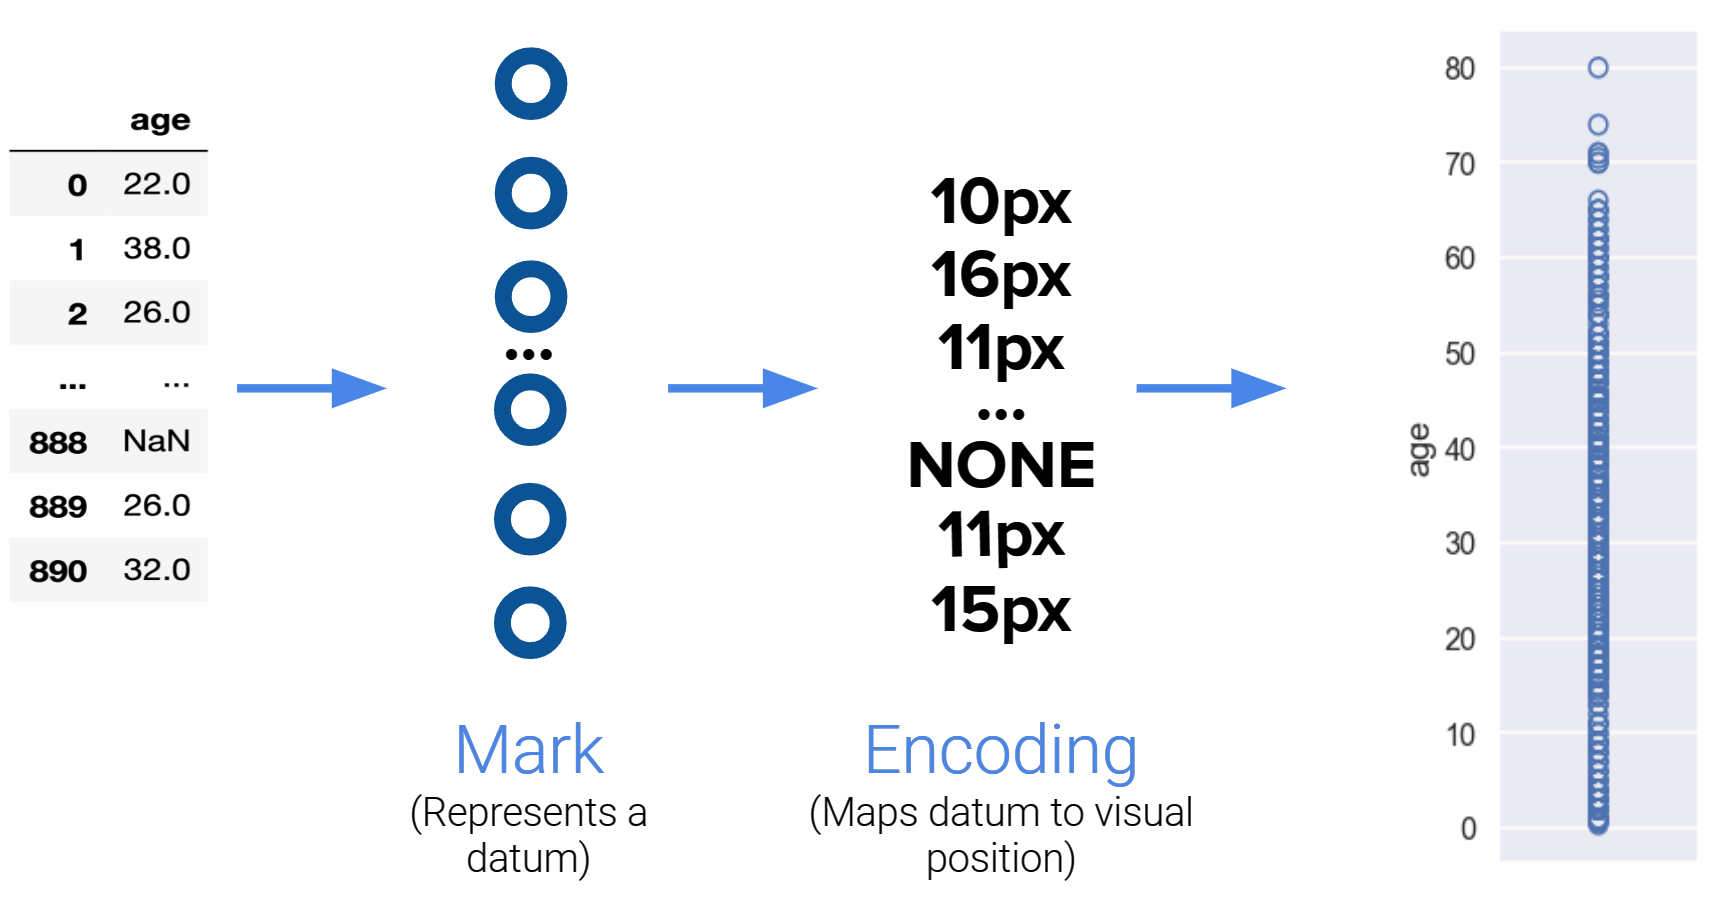 age
0 22.0
1 38.0
2 26.0
... ...
888 NaN
889 26.0
890 32.0
...
Mark
(Represents a
datum)
10px
16px
11px
...
NONE
11px
15px
Encoding
(Maps datum to visual
position)
80
70
60
50
40
30
20
10
0
age